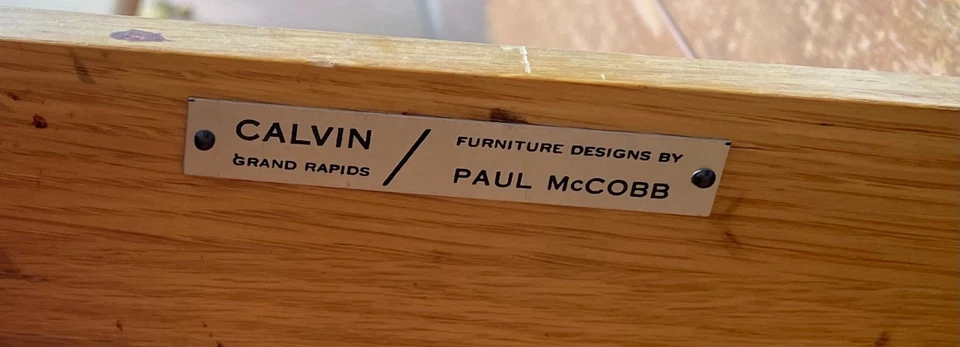 CALVIN
GRAND RAPIDS
/
FURNITURE DESIGNS BY
PAUL McCOBB